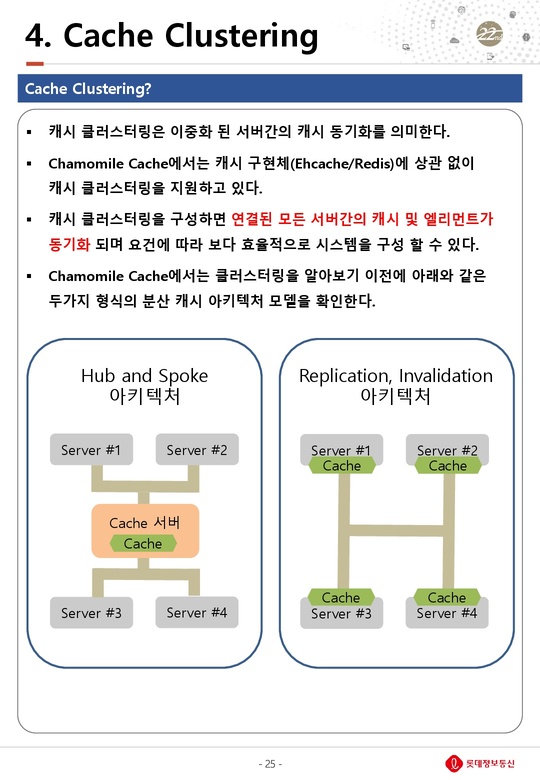 4. Cache Clustering
22nd
Cache Clustering?
▪ 캐시 클러스터링은 이중화 된 서버간의 캐시 동기화를 의미한다.
▪ Chamomile Cache에서는 캐시 구현체(Ehcache/Redis)에 상관 없이
캐시 클러스터링을 지원하고 있다.
▪ 캐시 클러스터링을 구성하면 연결된 모든 서버간의 캐시 및 엘리먼트가
동기화 되며 요건에 따라 보다 효율적으로 시스템을 구성 할 수 있다.
▪ Chamomile Cache에서는 클러스터링을 알아보기 이전에 아래와 같은
두가지 형식의 분산 캐시 아키텍처 모델을 확인한다.
Hub and Spoke
아키텍처
Server #1
Server #2
Cache 서버
Cache
Server #3
Server #4
Replication, Invalidation
아키텍처
Server #1
Cache
Server #2
Cache
Cache
Server #3
Cache
Server #4
- 25 -
롯데정보통신